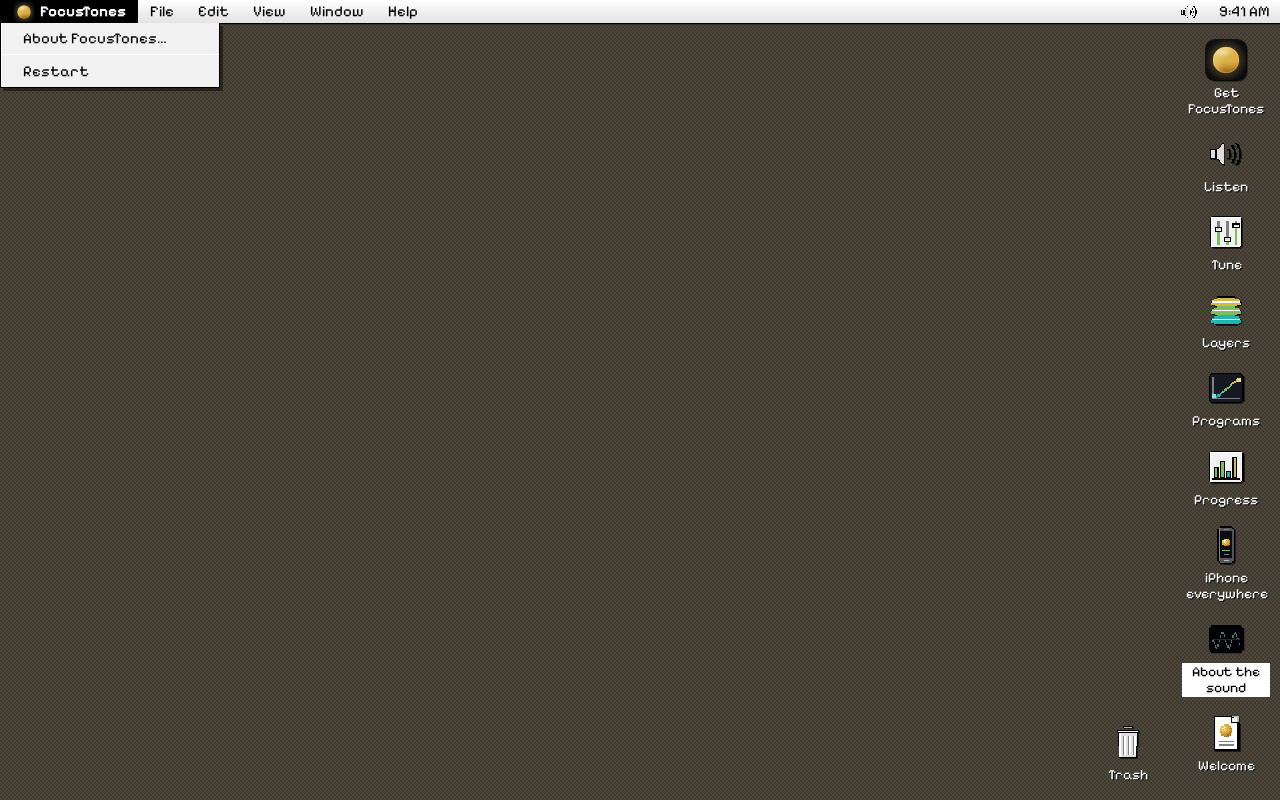 FocusTones File Edit View Window Help 9:41 AM
About FocusTones...
Restart
Get
FocusTones
Listen
Tune
Layers
Programs
Progress
iPhone
everywhere
About the
sound
Welcome
Trash